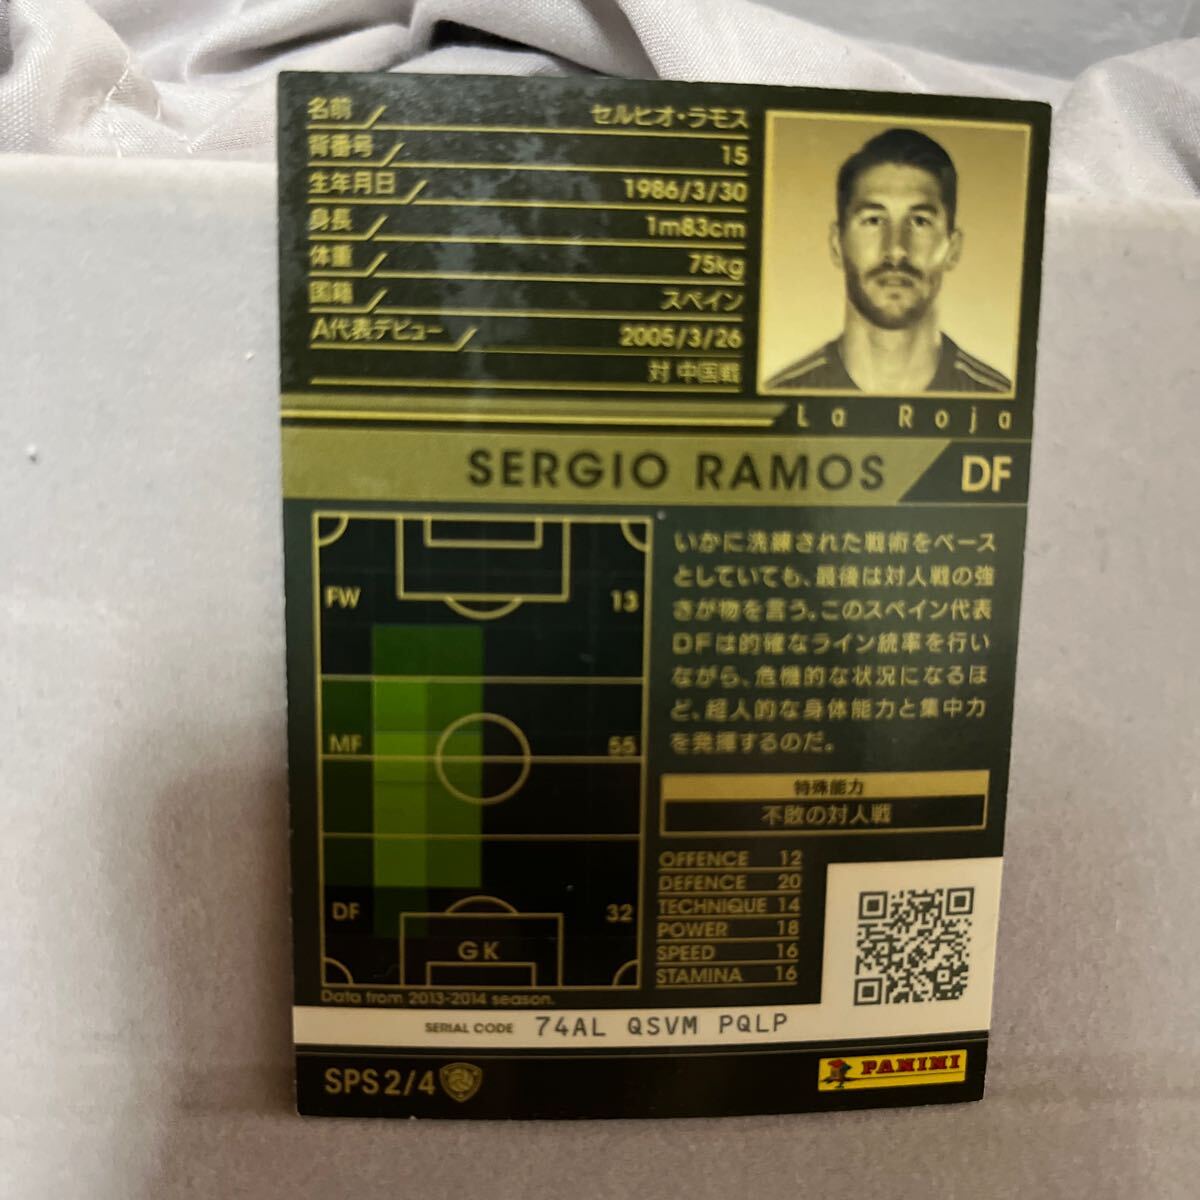 名前 セルヒオ・ラモス
背番号 15
生年月日 1986/3/30
身長 1m83cm
体重 75kg
国籍 スペイン
A代表デビュー 2005/3/26
対 中国戦
La Roja
SERGIO RAMOS DF
FW 13
MF 55
DF 32
GK
Data from 2013-2014 season.
いかに洗練された戦術をベース
としていても、最後は対人戦の強
さが物を言う。このスペイン代表
DFは的確なライン統率を行い
ながら、危機的な状況になるほ
ど、超人的な身体能力と集中力
を発揮するのだ。
特殊能力
不敗の対人戦
OFFENCE 12
DEFENCE 20
TECHNIQUE 14
POWER 18
SPEED 16
STAMINA 16
SERIAL CODE 74AL QSVM PQLP
SPS 2/4
PANINI